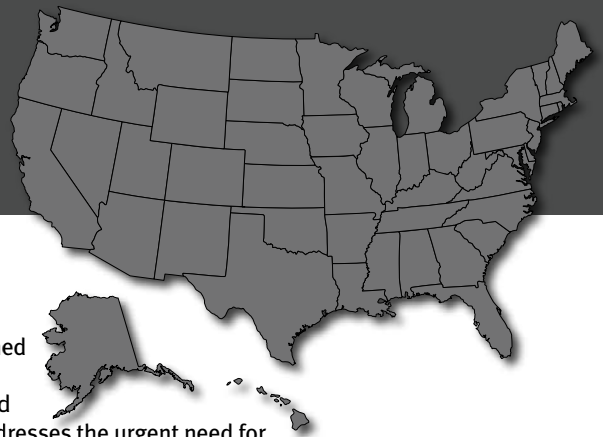 ed
d
dresses the urgent need for